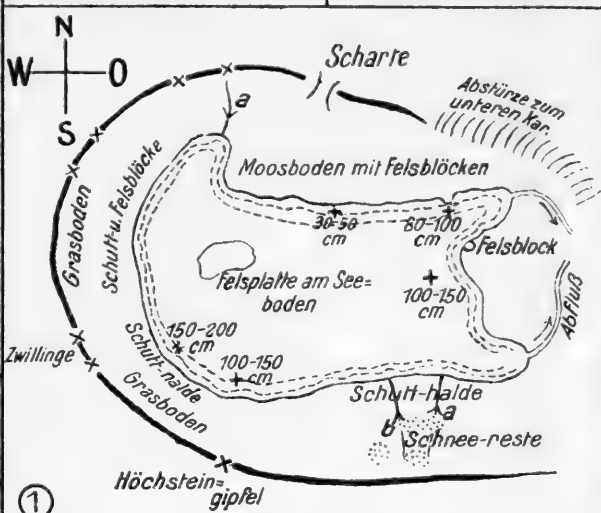 N
W O
S
Scharte
a
Abstürze zum
unteren Kar.
Moosboden mit Felsblöcken
Grasboden
Schutt-u. Felsblöcke
30-50
cm
80-100
cm
Felsblock
Felsplatte am See=
boden
100-150
cm
Abfluß
150-200
cm
100-150
cm
Zwillinge
Schutt-halde
Grasboden
Schutt-halde
b a
Schnee-reste
Höchstein=
gipfel
1